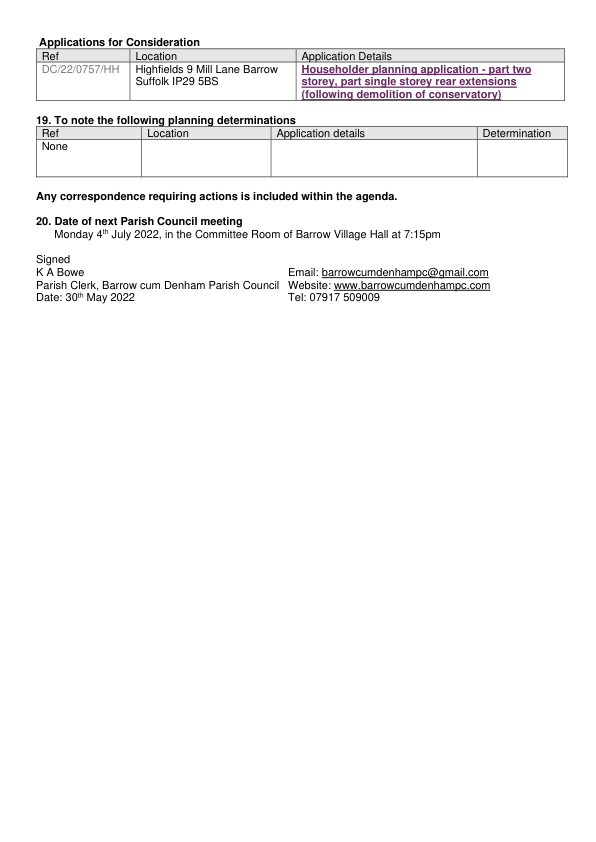 Applications for Consideration
Ref Location Application Details
DC/22/0757/HH Highfields 9 Mill Lane Barrow Householder planning application - part two
Suffolk IP29 5BS storey, part single storey rear extensions
(following demolition of conservatory)
19. To note the following planning determinations
Ref Location Application details Determination
None
Any correspondence requiring actions is included within the agenda.
20. Date of next Parish Council meeting
Monday 4th July 2022, in the Committee Room of Barrow Village Hall at 7:15pm
Signed
K A Bowe Email: barrowcumdenhampc@gmail.com
Parish Clerk, Barrow cum Denham Parish Council Website: www.barrowcumdenhampc.com
Date: 30th May 2022 Tel: 07917 509009